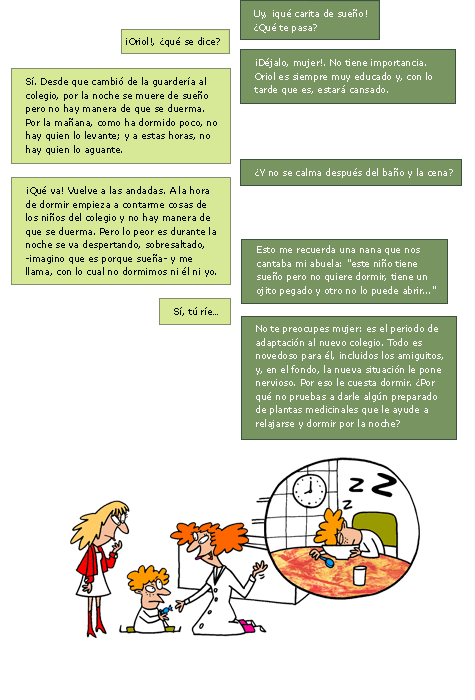 Uy, ¡qué carita de sueño!
¿Qué te pasa?
¡Oriol!, ¿qué se dice?
¡Déjalo, mujer!. No tiene importancia.
Oriol es siempre muy educado y, con lo
tarde que es, estará cansado.
Sí. Desde que cambió de la guardería al
colegio, por la noche se muere de sueño
pero no hay manera de que se duerma.
Por la mañana, como ha dormido poco, no
hay quien lo levante; y a estas horas, no
hay quien lo aguante.
¿Y no se calma después del baño y la cena?
¡Qué va! Vuelve a las andadas. A la hora
de dormir empieza a contarme cosas de
los niños del colegio y no hay manera de
que se duerma. Pero lo peor es durante la
noche se va despertando, sobresaltado,
-imagino que es porque sueña- y me
llama, con lo cual no dormimos ni él ni yo.
Esto me recuerda una nana que nos
cantaba mi abuela: "este niño tiene
sueño pero no quiere dormir, tiene un
ojito pegado y otro no lo puede abrir..."
Sí, tú ríe...
No te preocupes mujer: es el periodo de
adaptación al nuevo colegio. Todo es
novedoso para él, incluidos los amiguitos,
y, en el fondo, la nueva situación le pone
nervioso. Por eso le cuesta dormir. ¿Por
qué no pruebas a darle algún preparado
de plantas medicinales que le ayude a
relajarse y dormir por la noche?
z z Z